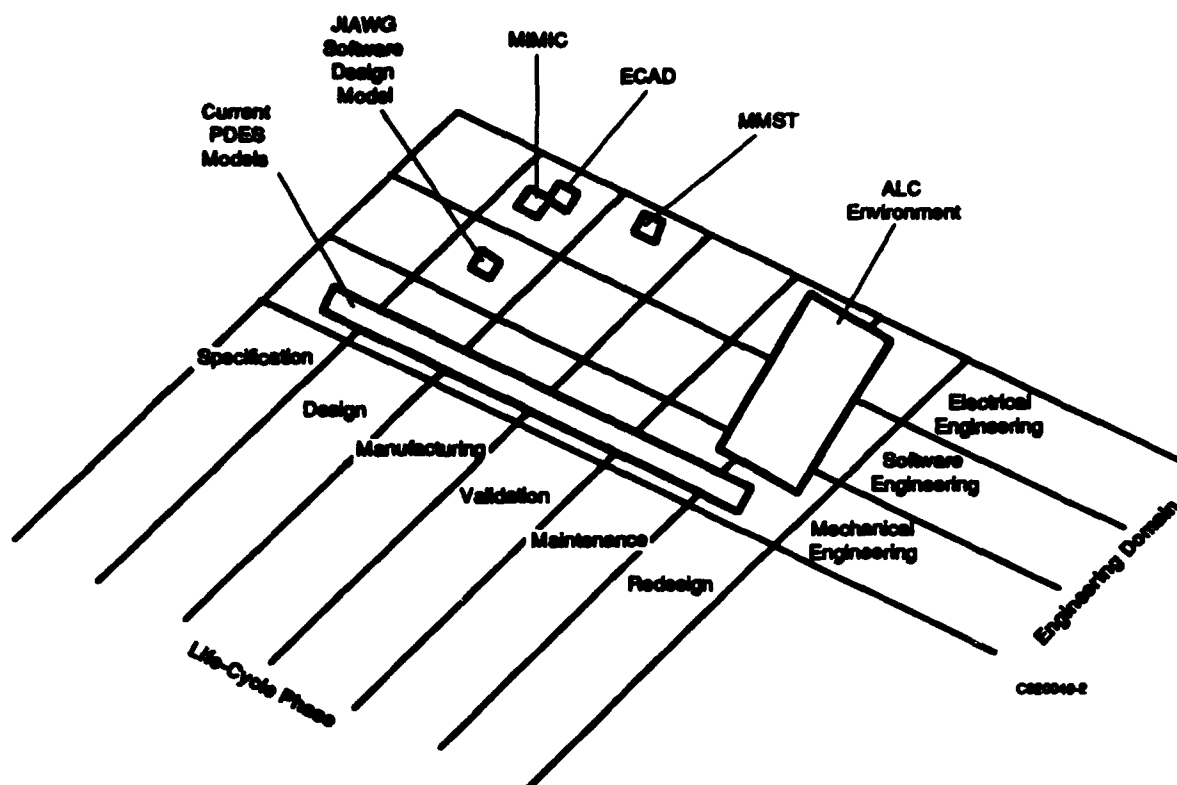 JIAWG
Software
Design
Model
MIMIC
ECAD
Current
PDES
Models
MMST
ALC
Environment
Specification
Design
Manufacturing
Validation
Maintenance
Redesign
Electrical
Engineering
Software
Engineering
Mechanical
Engineering
Life-Cycle Phase
Engineering Domain